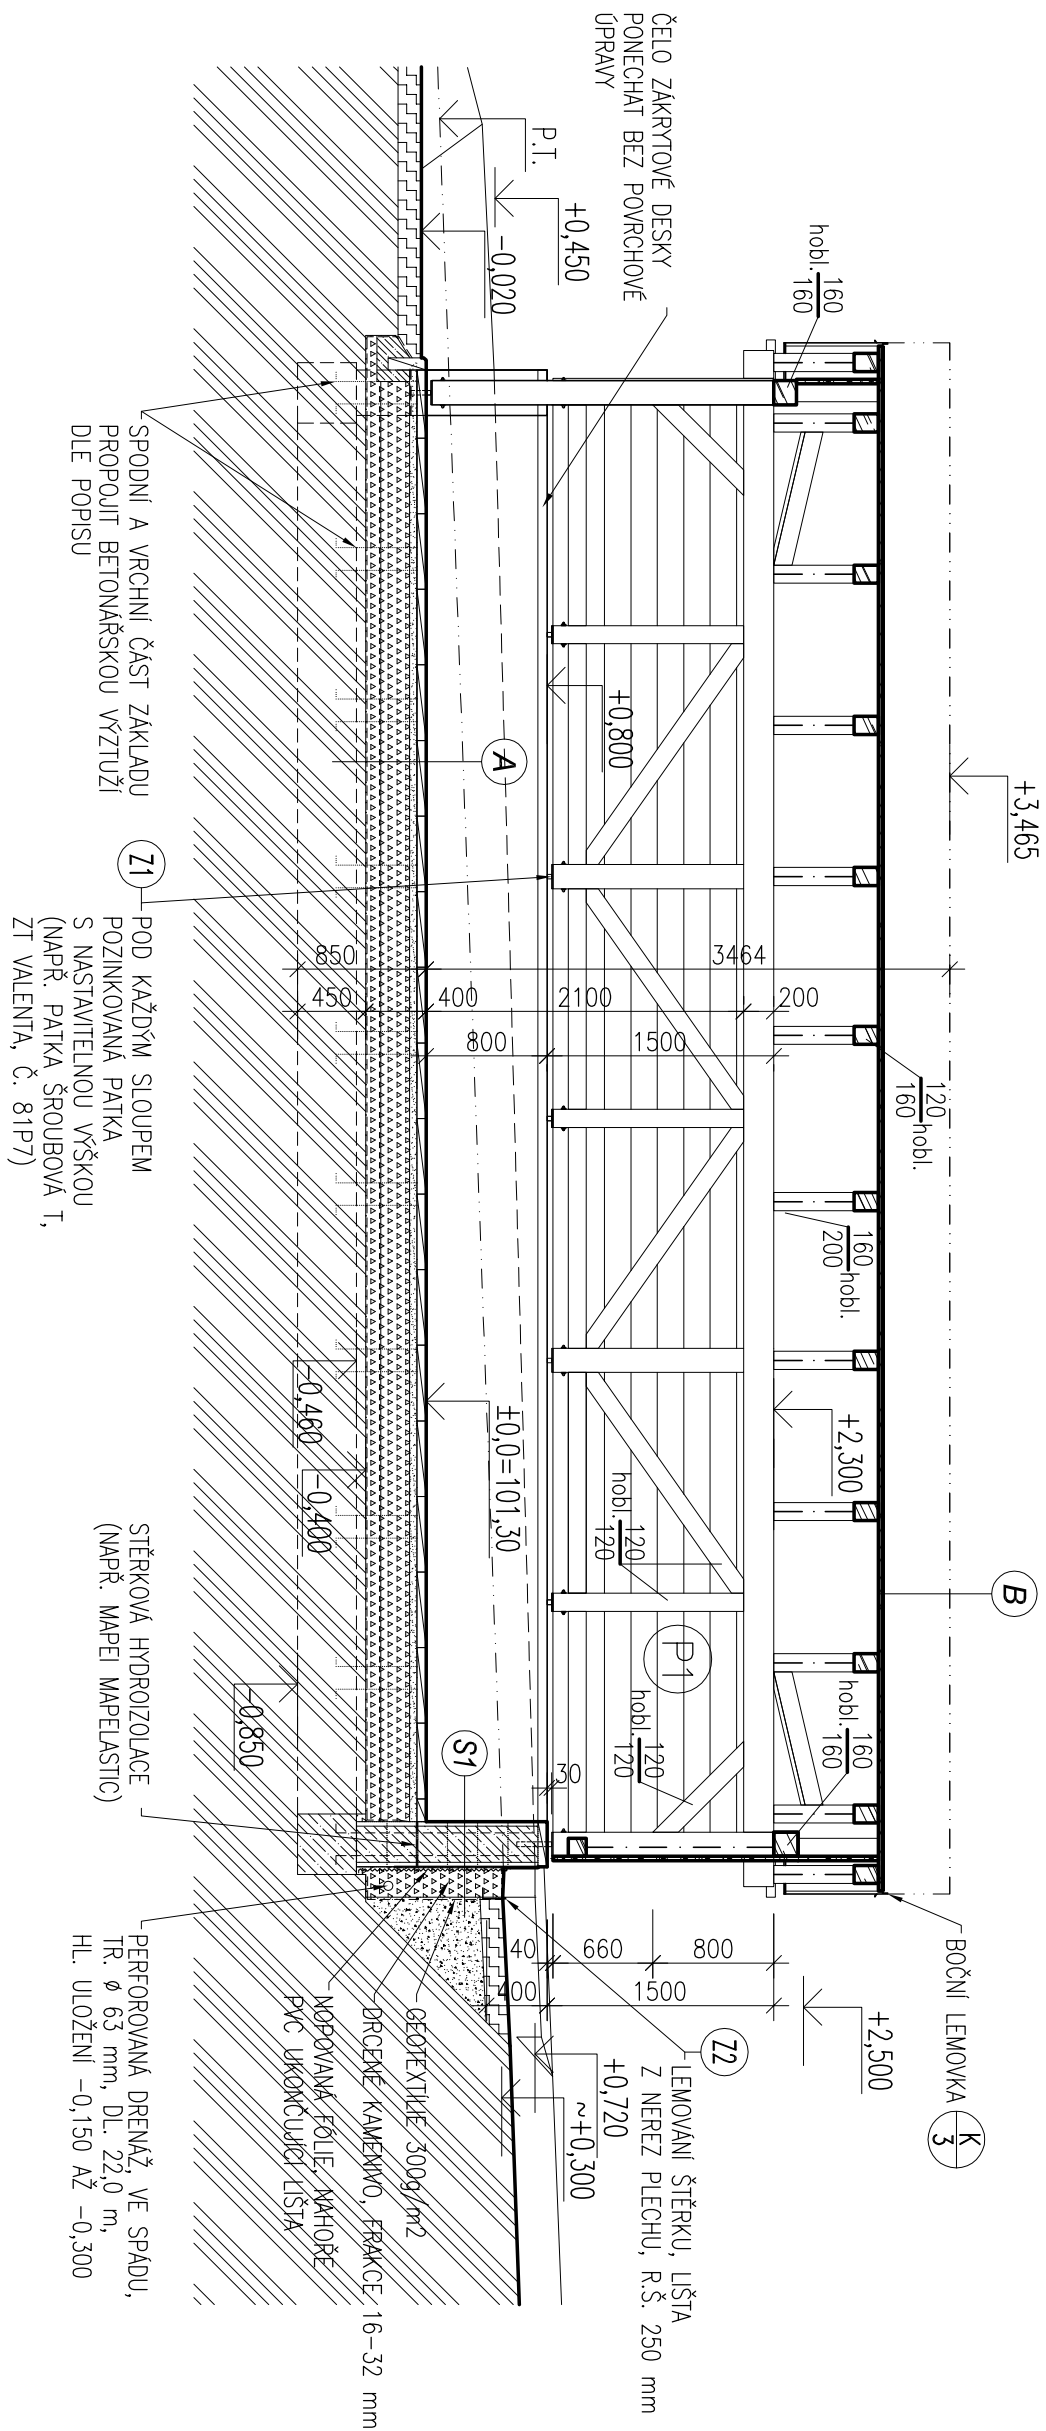 ČELO ZÁKRYTOVÉ DESKY
PONECHAT BEZ POVRCHOVÉ
ÚPRAVY
P.T.
+0,450
-0,020
hobl. 160
160
+3,465
B
BOČNÍ LEMOVKA
K
3
+0,800
A
3464
850
200
2100
400
450
1500
800
120
160 hobl.
160
200 hobl.
+2,300
±0,0=101,30
hobl. 120
120
P1
hobl. 120
120
hobl. 160
160
30
S1
-0,460
-0,400
-0,850
800
660
40
1500
400
+2,500
+0,720
~+0,300
Z2
LEMOVÁNÍ ŠTĚRKU, LIŠTA
Z NEREZ PLECHU, R.Š. 250 mm
SPODNÍ A VRCHNÍ ČÁST ZÁKLADU
PROPOJIT BETONÁŘSKOU VÝZTUŽÍ
DLE POPISU
Z1
POD KAŽDÝM SLOUPEM
POZINKOVANÁ PATKA
S NASTAVITELNOU VÝŠKOU
(NAPŘ. PATKA ŠROUBOVÁ T,
ZT VALENTA, Č. 81P7)
STĚRKOVÁ HYDROIZOLACE
(NAPŘ. MAPEI MAPELASTIC)
GEOTEXTÍLIE 300g/m2
DRCENÉ KAMENIVO, FRAKCE 16-32 mm
NOPOVANÁ FÓLIE, NAHOŘE
PVC UKONČUJÍCÍ LIŠTA
PERFOROVANÁ DRENÁŽ, VE SPÁDU,
TR. ø 63 mm, DL. 22,0 m,
HL. ULOŽENÍ -0,150 AŽ -0,300